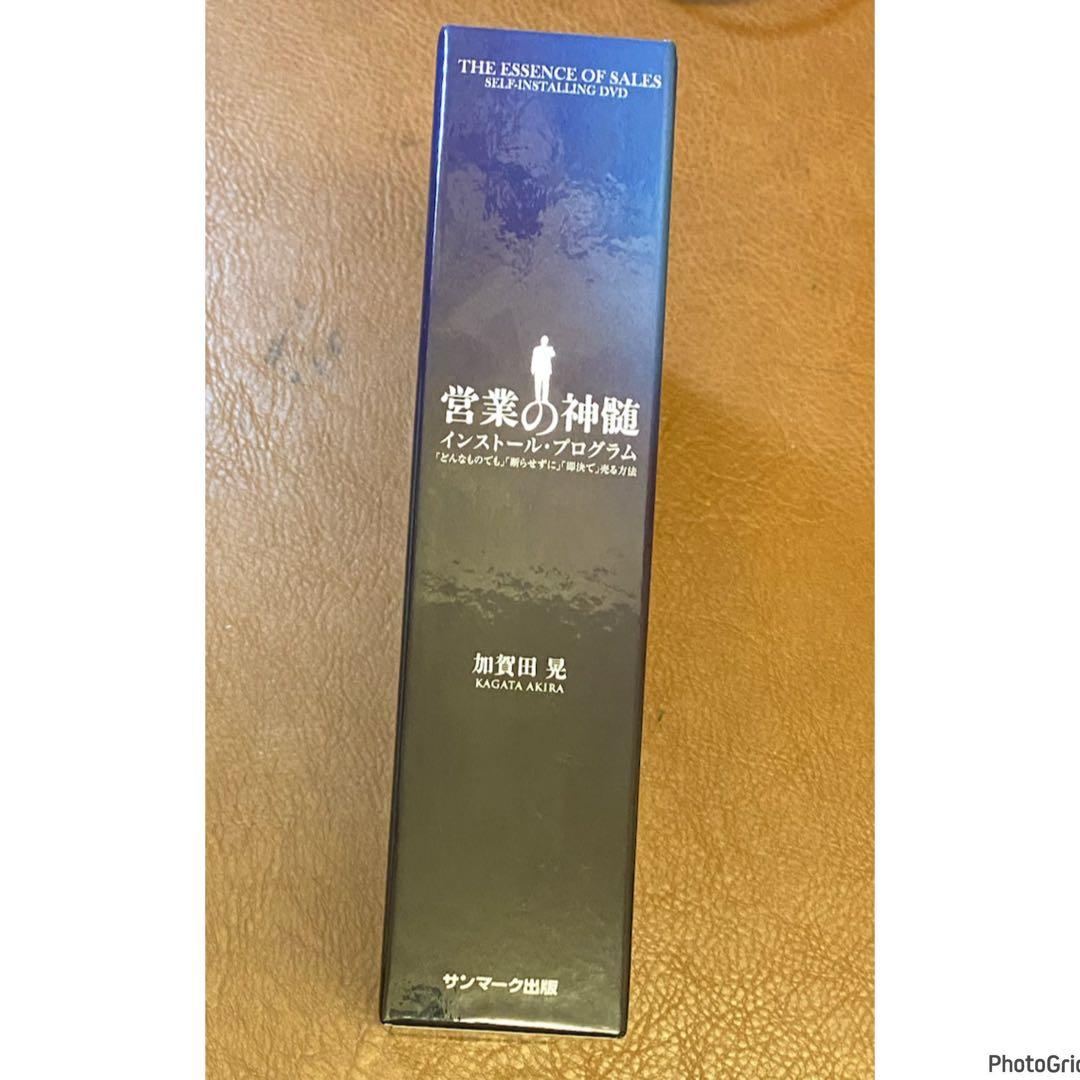 THE ESSENCE OF SALES
SELF-INSTALLING DVD
営業の神髄
インストール・プログラム
「どんなものでも」「断らせずに」「即決で」売る方法
加賀田 晃
KAGATA AKIRA
サンマーク出版
PhotoGrid